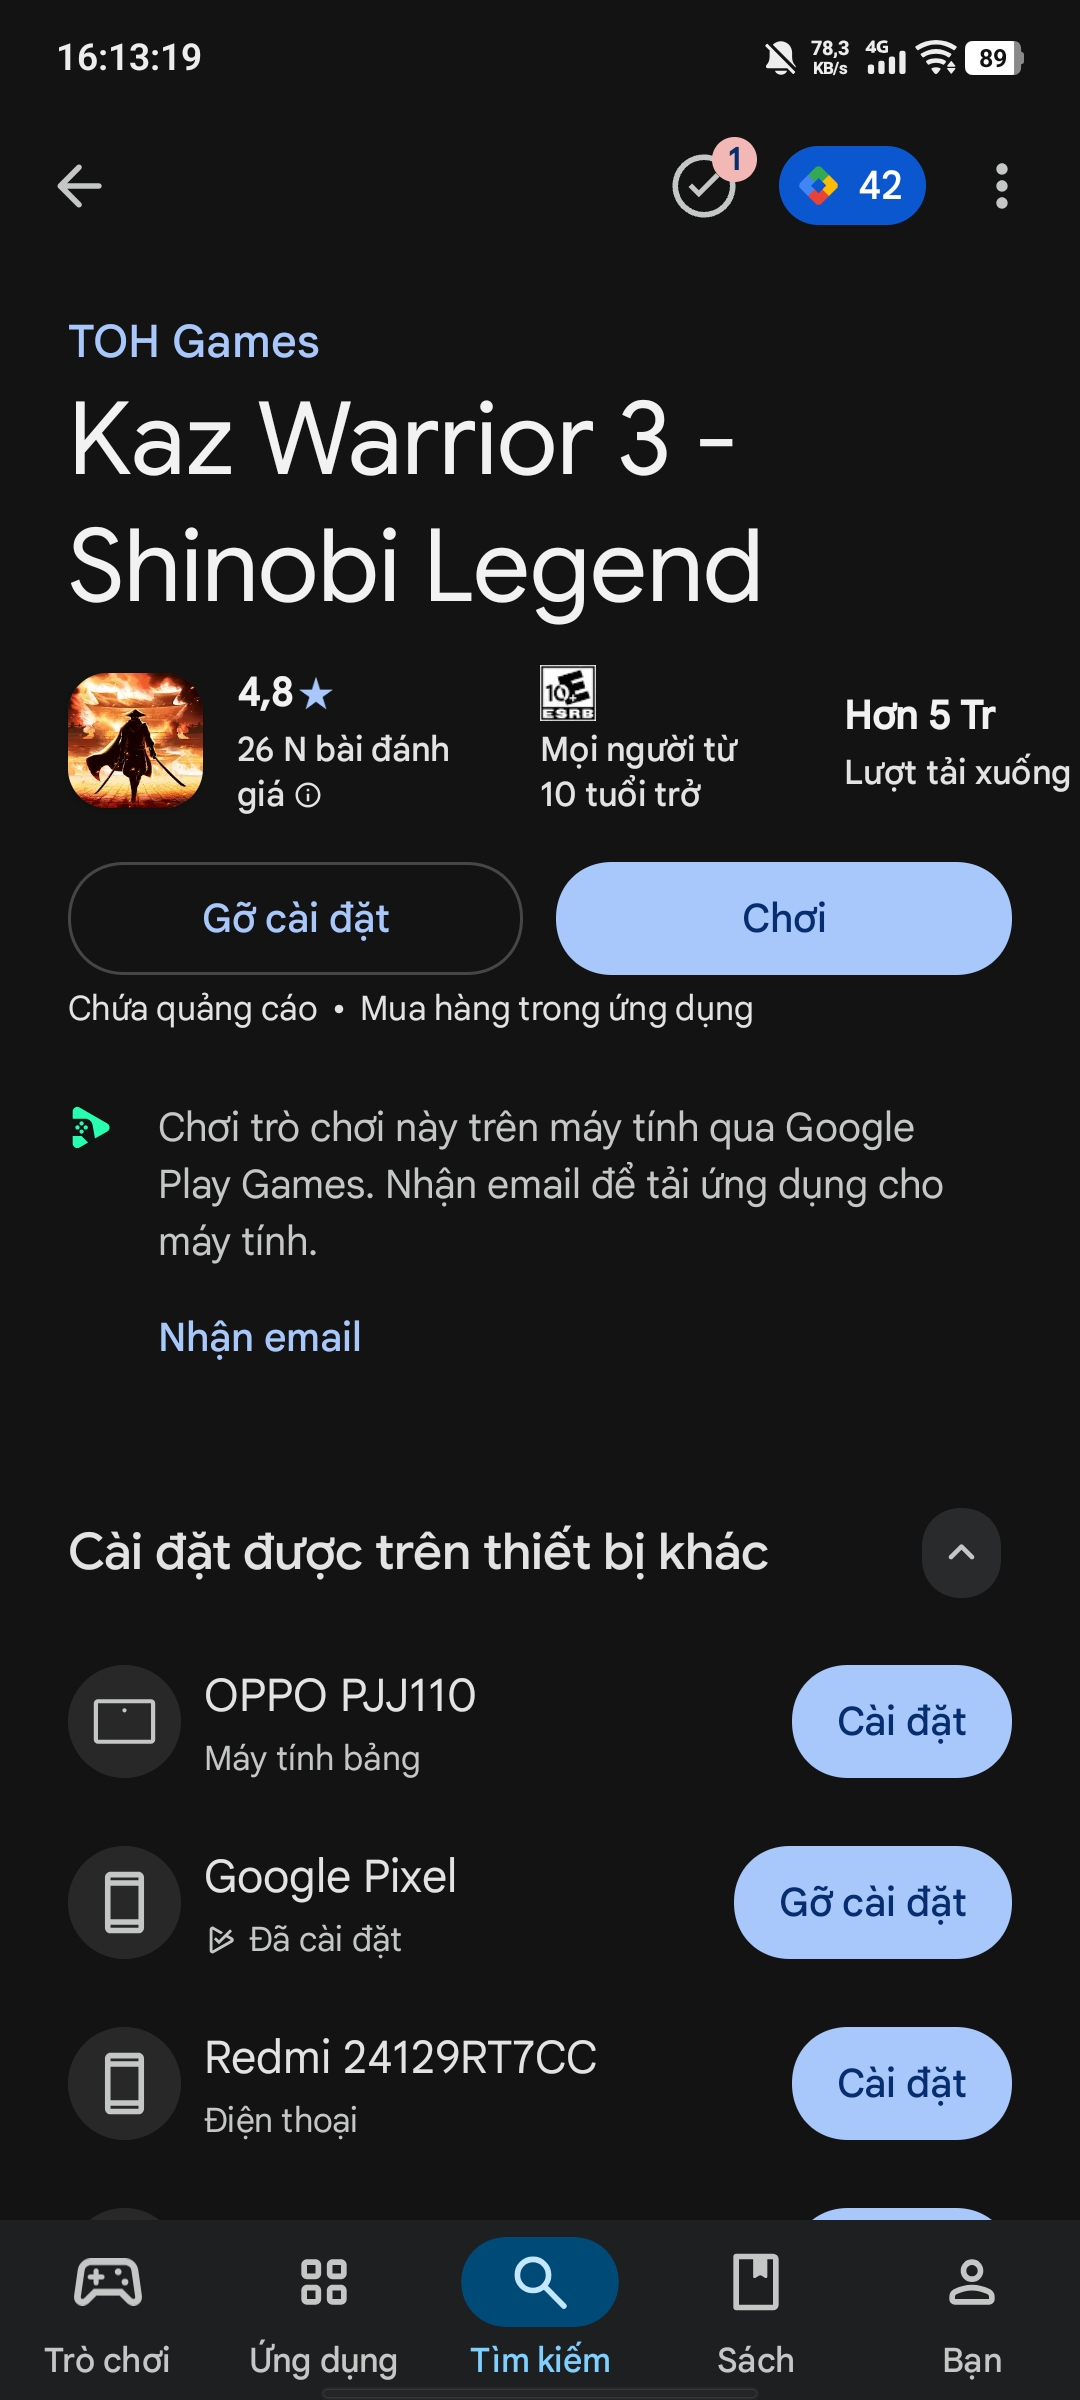 16:13:19
78,3 KB/s 4G 89
1
42
TOH Games
Kaz Warrior 3 -
Shinobi Legend
4,8★
26 N bài đánh
giá
10+ E
ESRB
Mọi người từ
10 tuổi trở
Hơn 5 Tr
Lượt tải xuống
Gỡ cài đặt
Chơi
Chứa quảng cáo • Mua hàng trong ứng dụng
Chơi trò chơi này trên máy tính qua Google
Play Games. Nhận email để tải ứng dụng cho
máy tính.
Nhận email
Cài đặt được trên thiết bị khác
OPPO PJJ110
Máy tính bảng
Cài đặt
Google Pixel
Đã cài đặt
Gỡ cài đặt
Redmi 24129RT7CC
Điện thoại
Cài đặt
Trò chơi
Ứng dụng
Tìm kiếm
Sách
Bạn